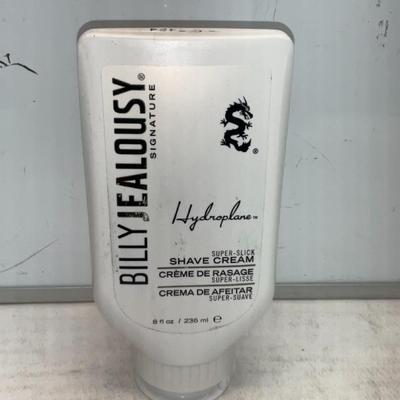 BILLY JEALOUSY®
SIGNATURE
®
Hydroplane™
SUPER-SLICK
SHAVE CREAM
CRÈME DE RASAGE
SUPER-LISSE
CREMA DE AFEITAR
SUPER-SUAVE
8 fl oz / 236 ml ℮